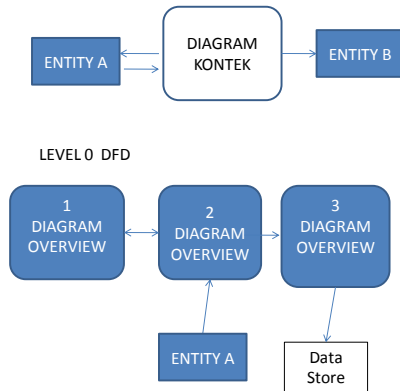 DIAGRAM
KONTEK
ENTITY A
ENTITY B
LEVEL 0 DFD
1
DIAGRAM
OVERVIEW
2
DIAGRAM
OVERVIEW
3
DIAGRAM
OVERVIEW
ENTITY A
Data
Store